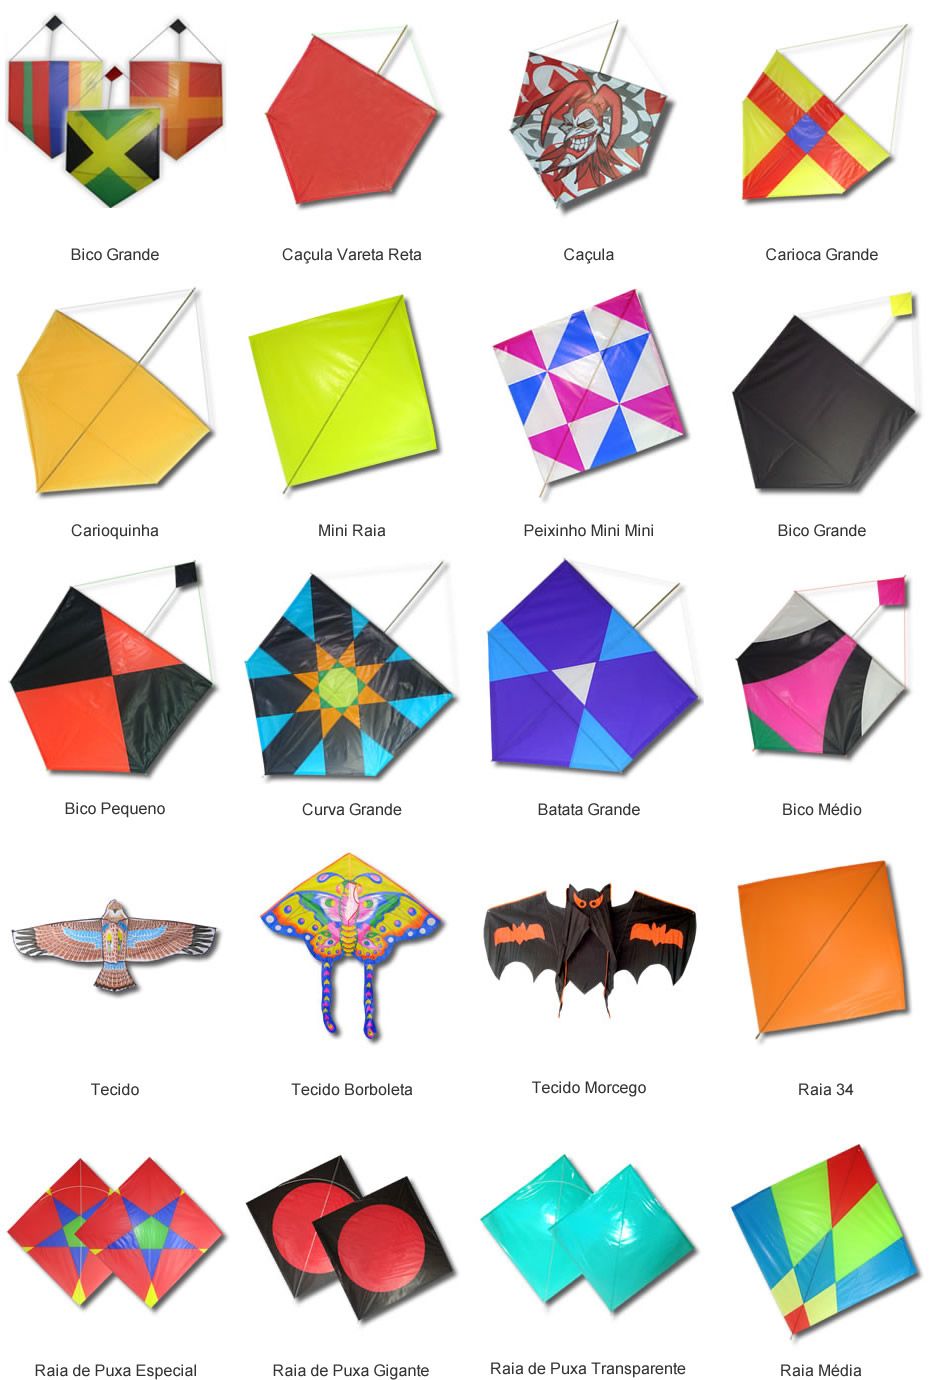 Bico Grande
Caçula Vareta Reta
Caçula
Carioca Grande
Carioquinha
Mini Raia
Peixinho Mini Mini
Bico Grande
Bico Pequeno
Curva Grande
Batata Grande
Bico Médio
Tecido
Tecido Borboleta
Tecido Morcego
Raia 34
Raia de Puxa Especial
Raia de Puxa Gigante
Raia de Puxa Transparente
Raia Média